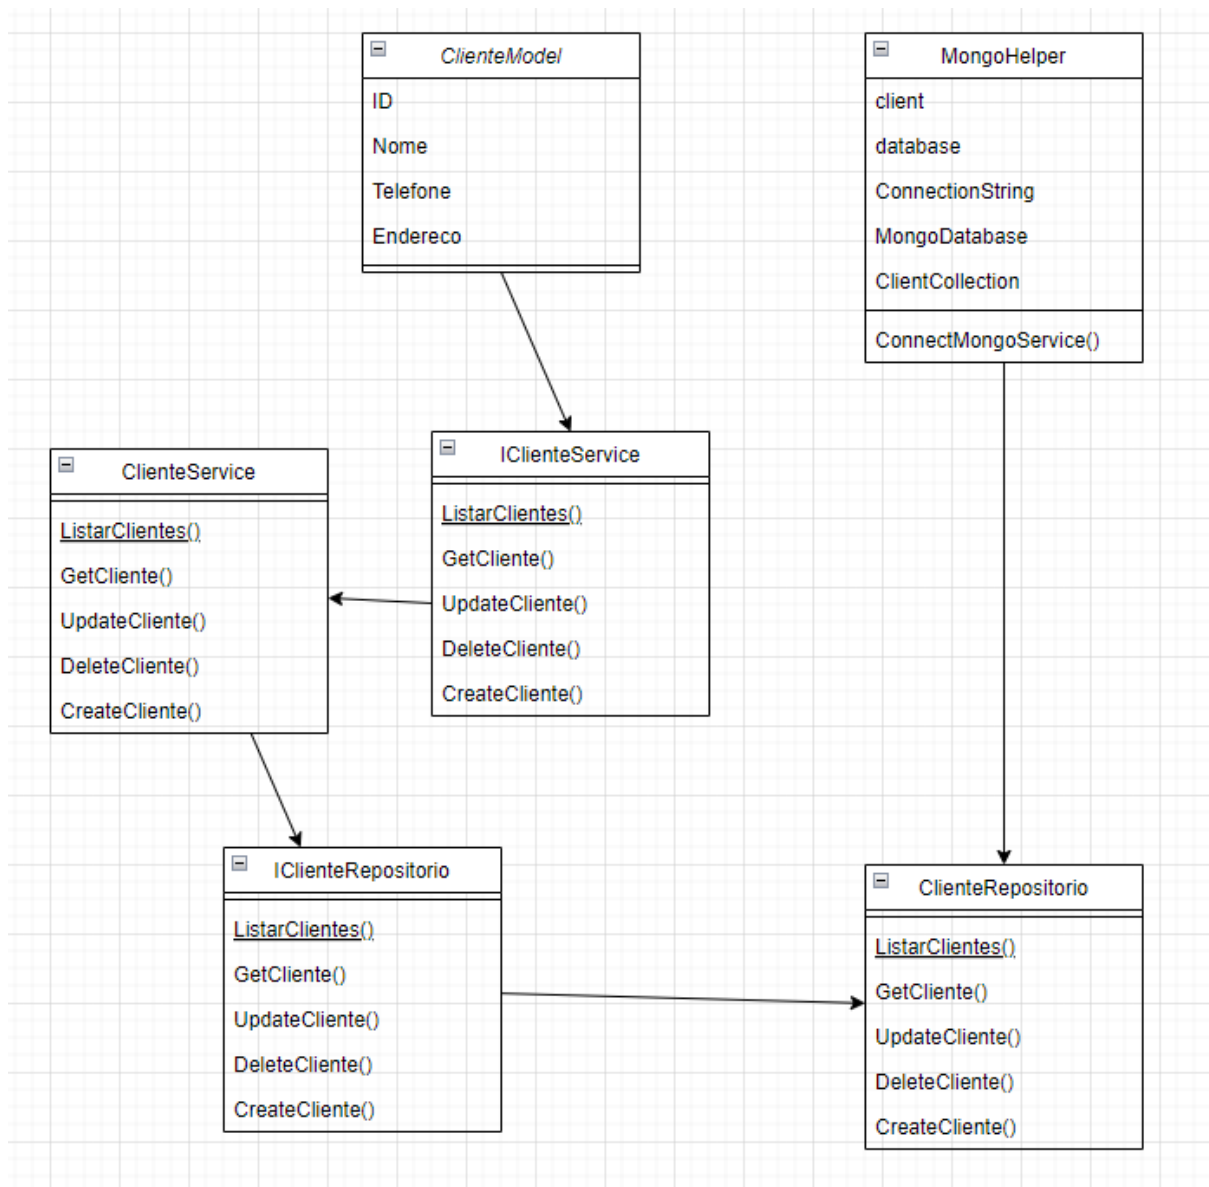 ClienteModel
ID
Nome
Telefone
Endereco
MongoHelper
client
database
ConnectionString
MongoDatabase
ClientCollection
ConnectMongoService()
ClienteService
ListarClientes()
GetCliente()
UpdateCliente()
DeleteCliente()
CreateCliente()
IClienteService
ListarClientes()
GetCliente()
UpdateCliente()
DeleteCliente()
CreateCliente()
IClienteRepositorio
ListarClientes()
GetCliente()
UpdateCliente()
DeleteCliente()
CreateCliente()
ClienteRepositorio
ListarClientes()
GetCliente()
UpdateCliente()
DeleteCliente()
CreateCliente()